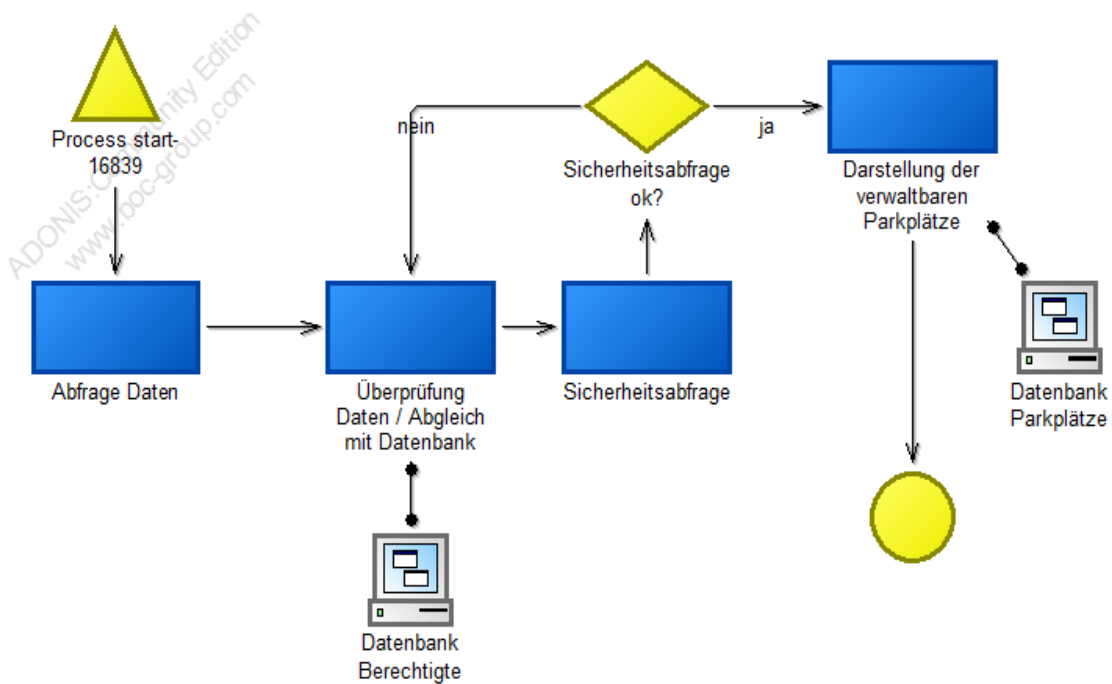 ADONIS:Community Edition
www.boc-group.com
Process start-
16839
nein
Sicherheitsabfrage
ok?
ja
Darstellung der
verwaltbaren
Parkplätze
Abfrage Daten
Überprüfung
Daten / Abgleich
mit Datenbank
Sicherheitsabfrage
Datenbank
Parkplätze
Datenbank
Berechtigte